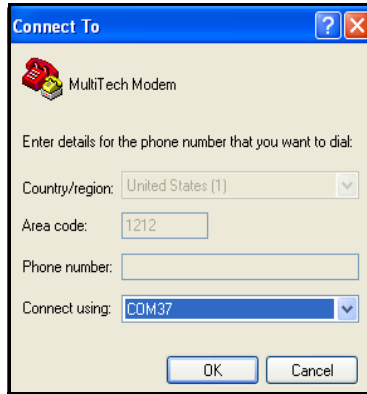 Connect To
MultiTech Modem
Enter details for the phone number that you want to dial:
Country/region: United States (1)
Area code: 1212
Phone number:
Connect using: COM37
OK Cancel